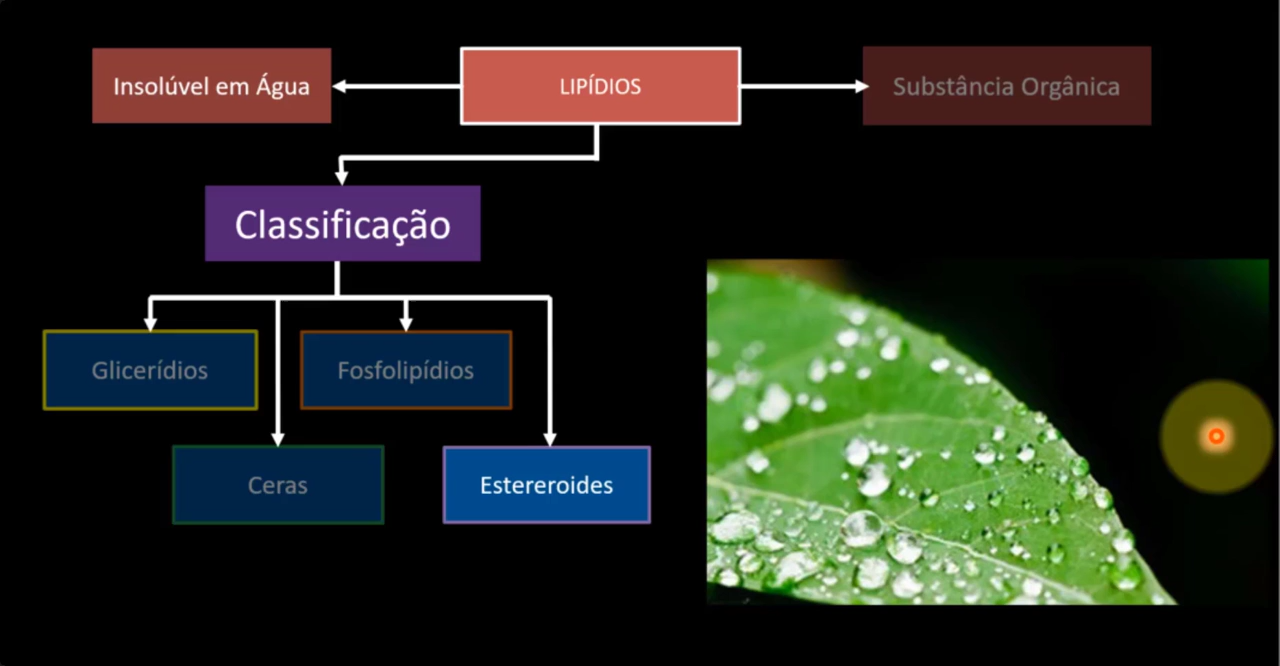 Insolúvel em Água
LIPÍDIOS
Substância Orgânica
Classificação
Glicerídios
Fosfolipídios
Ceras
Estereroides